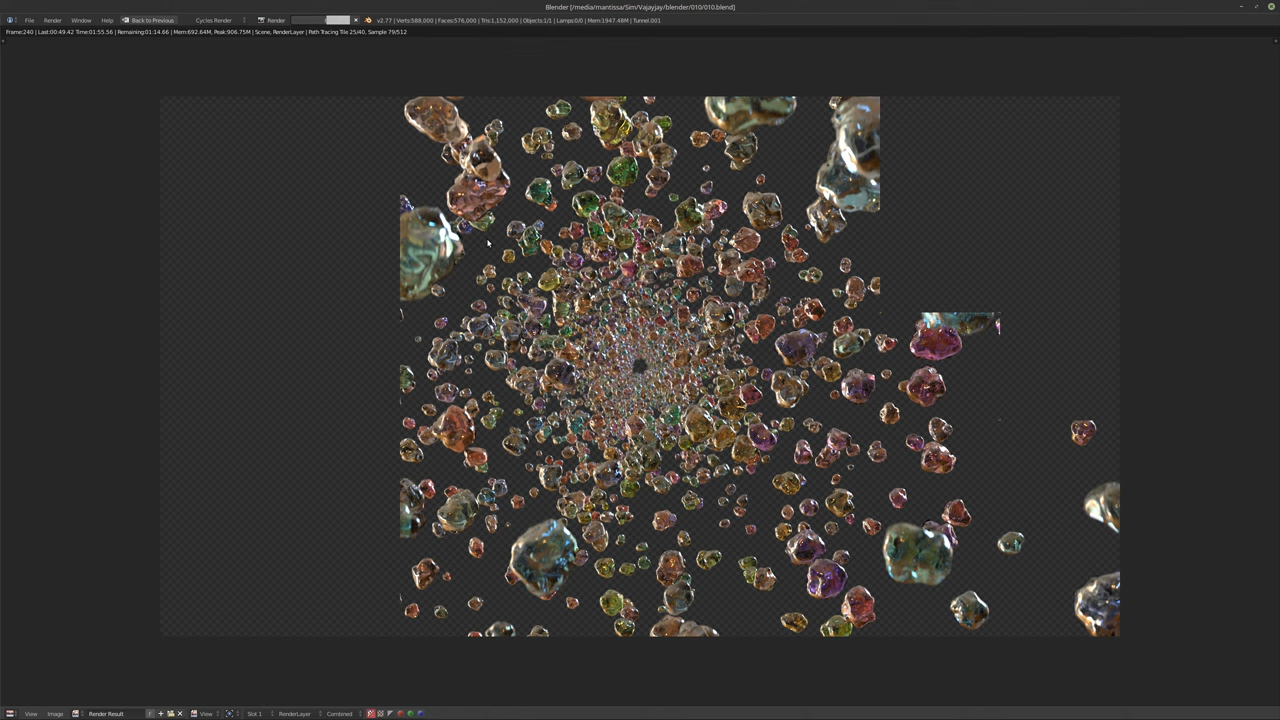 Blender [/media/mantissa/Sim/Vajayjay/blender/010/010.blend]
File Render Window Help Back to Previous Cycles Render Render v2.77 | Verts:588,000 | Faces:576,000 | Tris:1,152,000 | Objects:1/1 | Lamps:0/0 | Mem:1947.48M | Tunnel.001
Frame:240 | Last:00:49.42 Time:01:55.56 | Remaining:01:14.66 | Mem:692.64M, Peak:906.75M | Scene, RenderLayer | Path Tracing Tile 25/40, Sample 79/512
View Image Render Result F View Slot 1 RenderLayer Combined